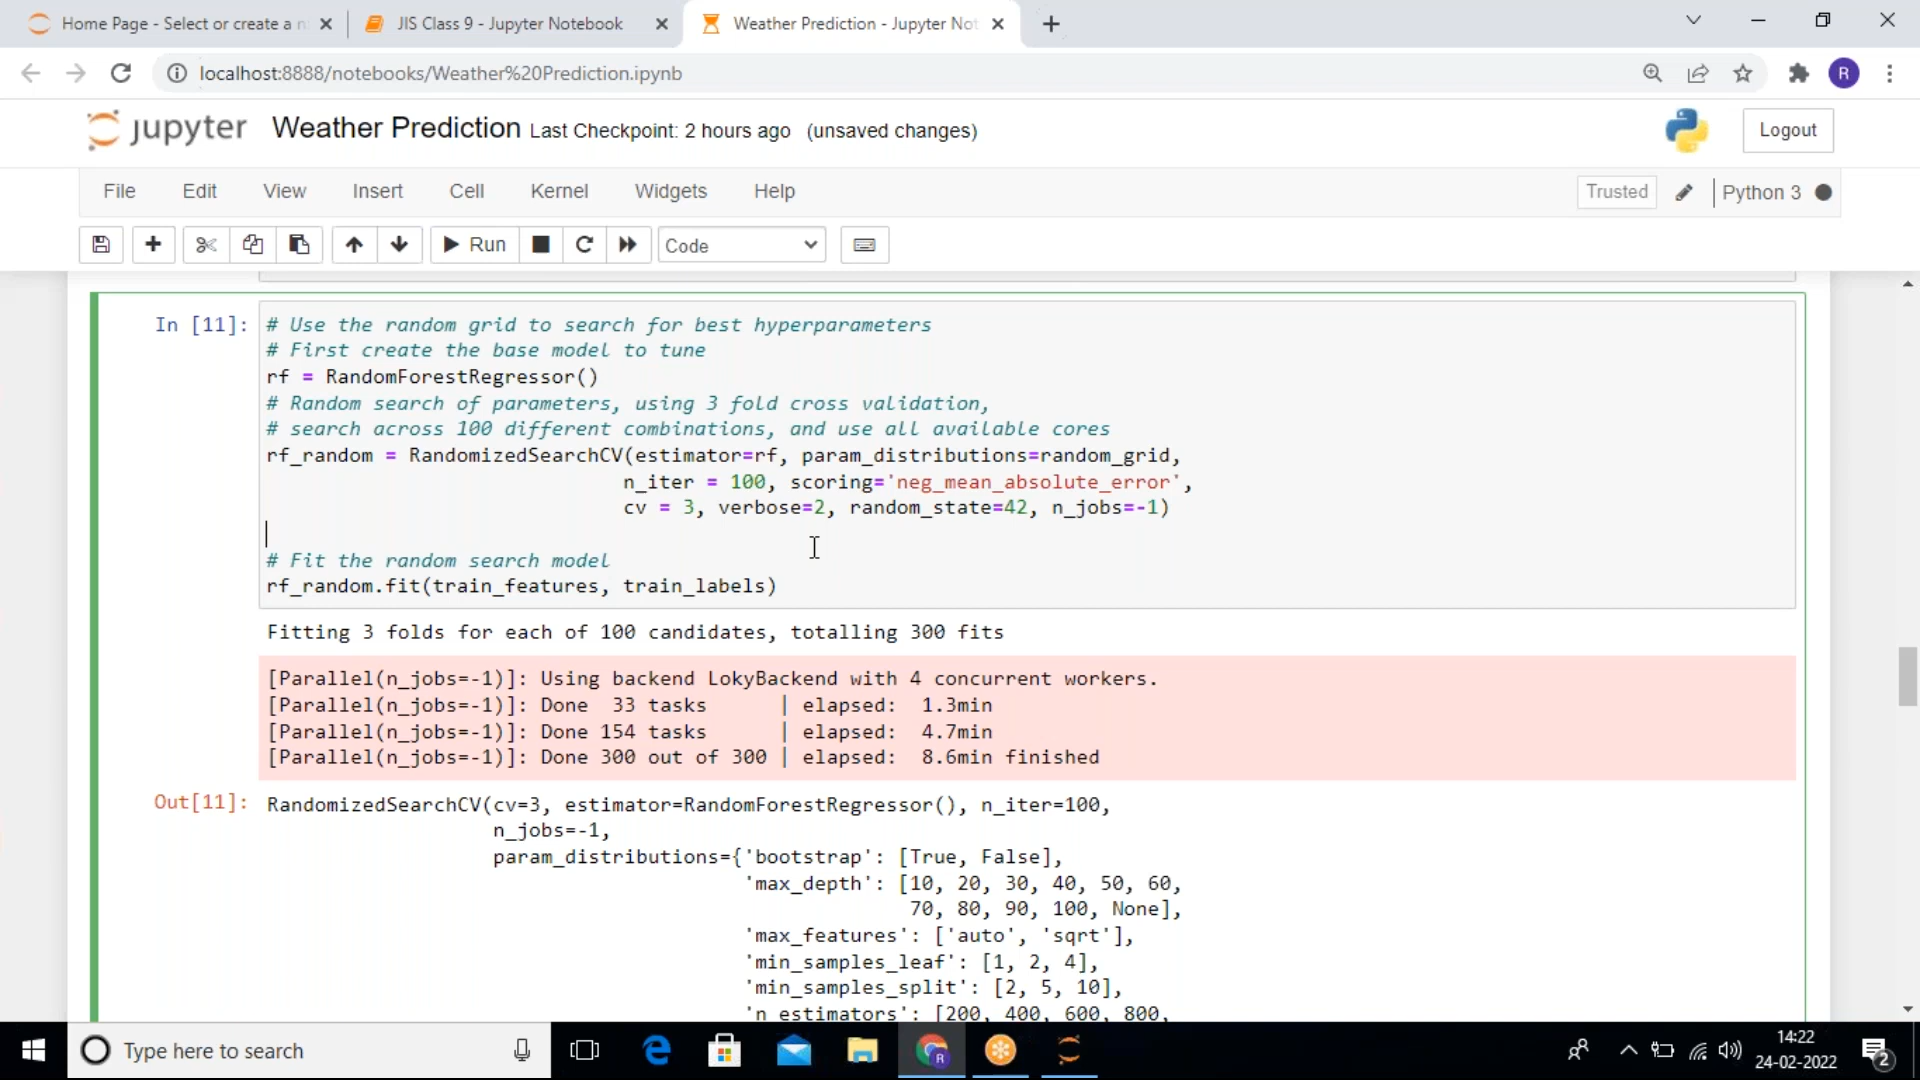 Home Page - Select or create a n
JIS Class 9 - Jupyter Notebook
Weather Prediction - Jupyter Not
localhost:8888/notebooks/Weather%20Prediction.ipynb
R
jupyter Weather Prediction Last Checkpoint: 2 hours ago (unsaved changes)
Logout
File Edit View Insert Cell Kernel Widgets Help
Trusted Python 3
Run Code
In [11]:
# Use the random grid to search for best hyperparameters
# First create the base model to tune
rf = RandomForestRegressor()
# Random search of parameters, using 3 fold cross validation,
# search across 100 different combinations, and use all available cores
rf_random = RandomizedSearchCV(estimator=rf, param_distributions=random_grid,
n_iter = 100, scoring='neg_mean_absolute_error',
cv = 3, verbose=2, random_state=42, n_jobs=-1)
# Fit the random search model
rf_random.fit(train_features, train_labels)
Fitting 3 folds for each of 100 candidates, totalling 300 fits
[Parallel(n_jobs=-1)]: Using backend LokyBackend with 4 concurrent workers.
[Parallel(n_jobs=-1)]: Done  33 tasks      | elapsed:  1.3min
[Parallel(n_jobs=-1)]: Done 154 tasks      | elapsed:  4.7min
[Parallel(n_jobs=-1)]: Done 300 out of 300 | elapsed:  8.6min finished
Out[11]:
RandomizedSearchCV(cv=3, estimator=RandomForestRegressor(), n_iter=100,
n_jobs=-1,
param_distributions={'bootstrap': [True, False],
'max_depth': [10, 20, 30, 40, 50, 60,
70, 80, 90, 100, None],
'max_features': ['auto', 'sqrt'],
'min_samples_leaf': [1, 2, 4],
'min_samples_split': [2, 5, 10],
'n_estimators': [200, 400, 600, 800,
Type here to search
R
14:22
24-02-2022
2